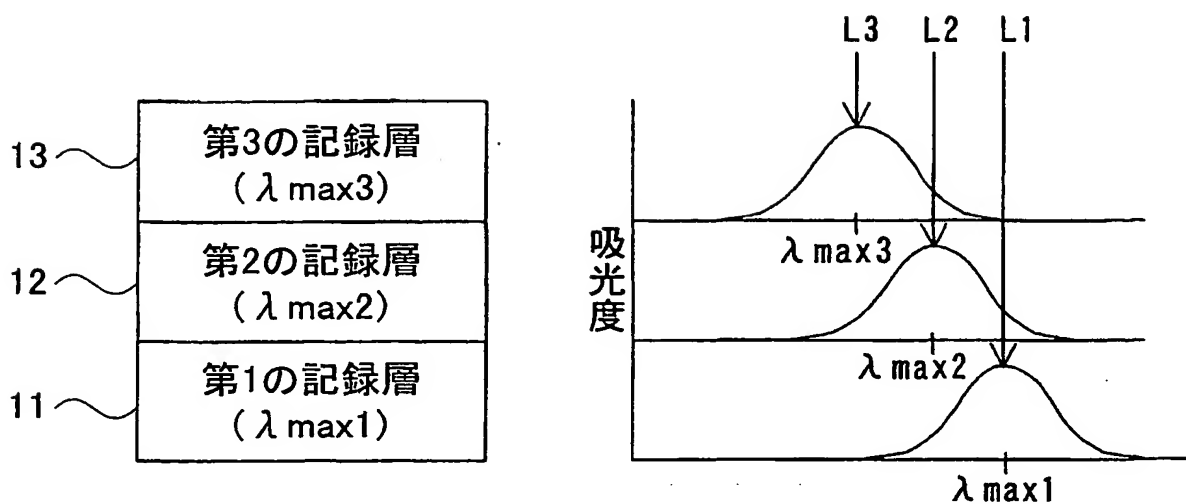 13
第3の記録層
(λmax3)
12
第2の記録層
(λmax2)
11
第1の記録層
(λmax1)
L3 L2 L1
吸光度
λmax3
λmax2
λmax1